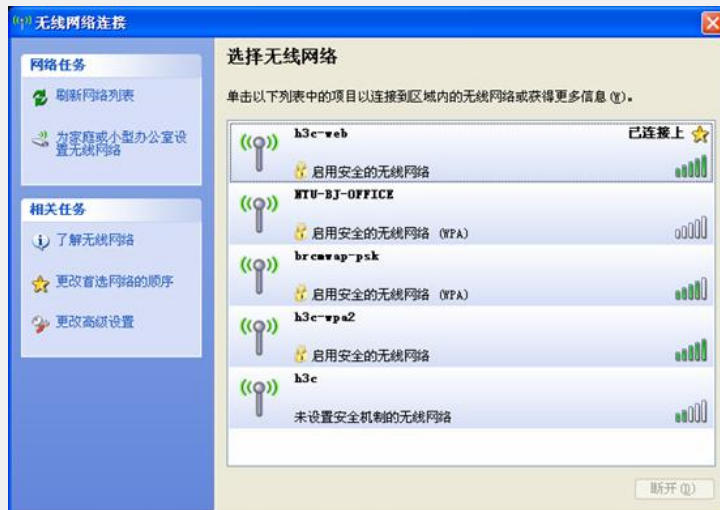 无线网络连接
网络任务
刷新网络列表
为家庭或小型办公室设
置无线网络
相关任务
了解无线网络
更改首选网络的顺序
更改高级设置
选择无线网络
单击以下列表中的项目以连接到区域内的无线网络或获得更多信息(W)。
h3c-web
已连接上
启用安全的无线网络
NTU-BJ-OFFICE
启用安全的无线网络 (WPA)
brcmwap-psk
启用安全的无线网络 (WPA)
h3c-wpa2
启用安全的无线网络
h3c
未设置安全机制的无线网络
断开(D)